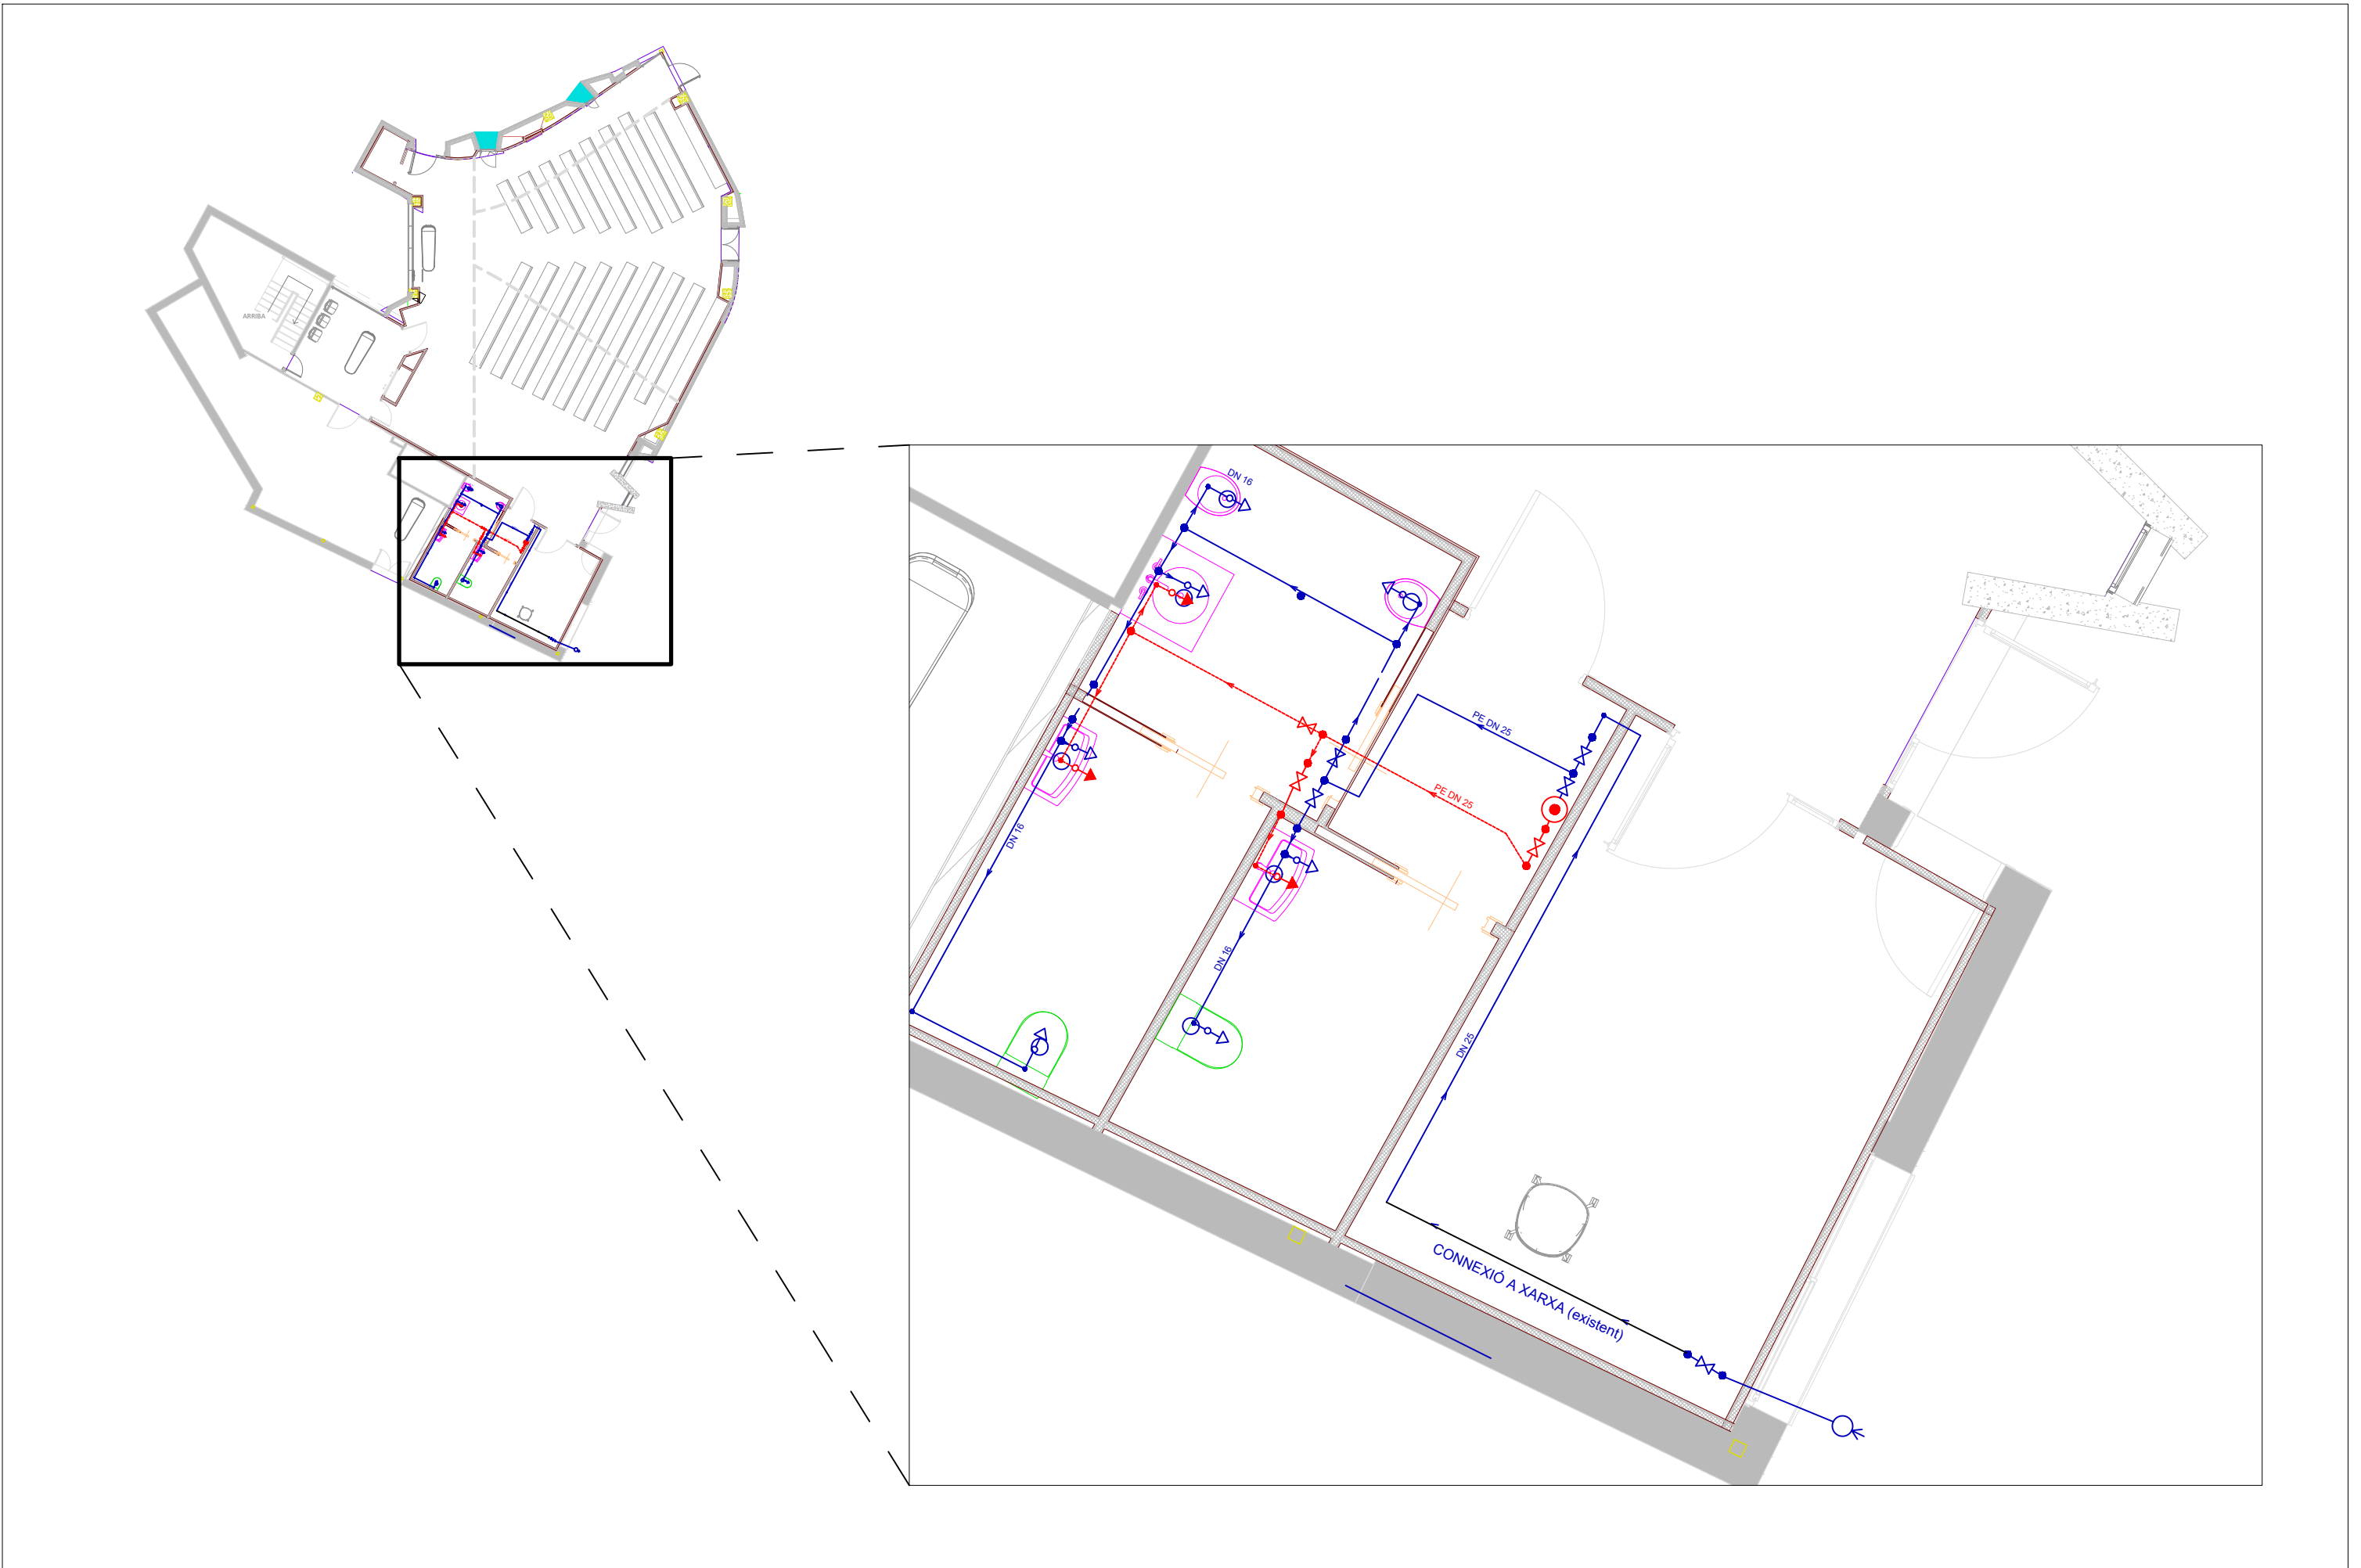 ARRIBA
DN 16
PE DN 25
PE DN 25
DN 16
DN 16
DN 25
CONNEXIÓ A XARXA (existent)